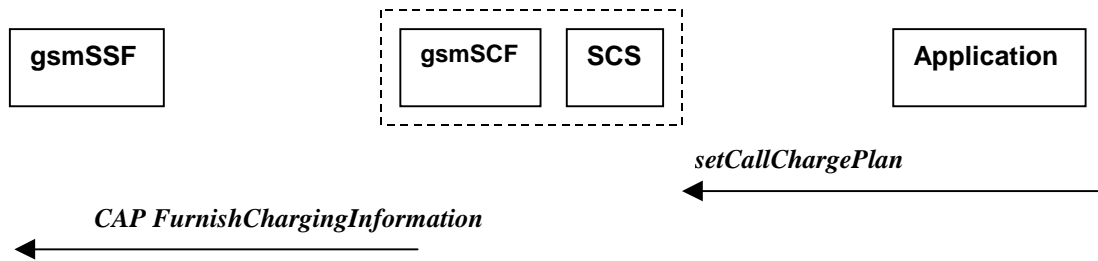 gsmSSF
gsmSCF
SCS
Application
setCallChargePlan
CAP FurnishChargingInformation